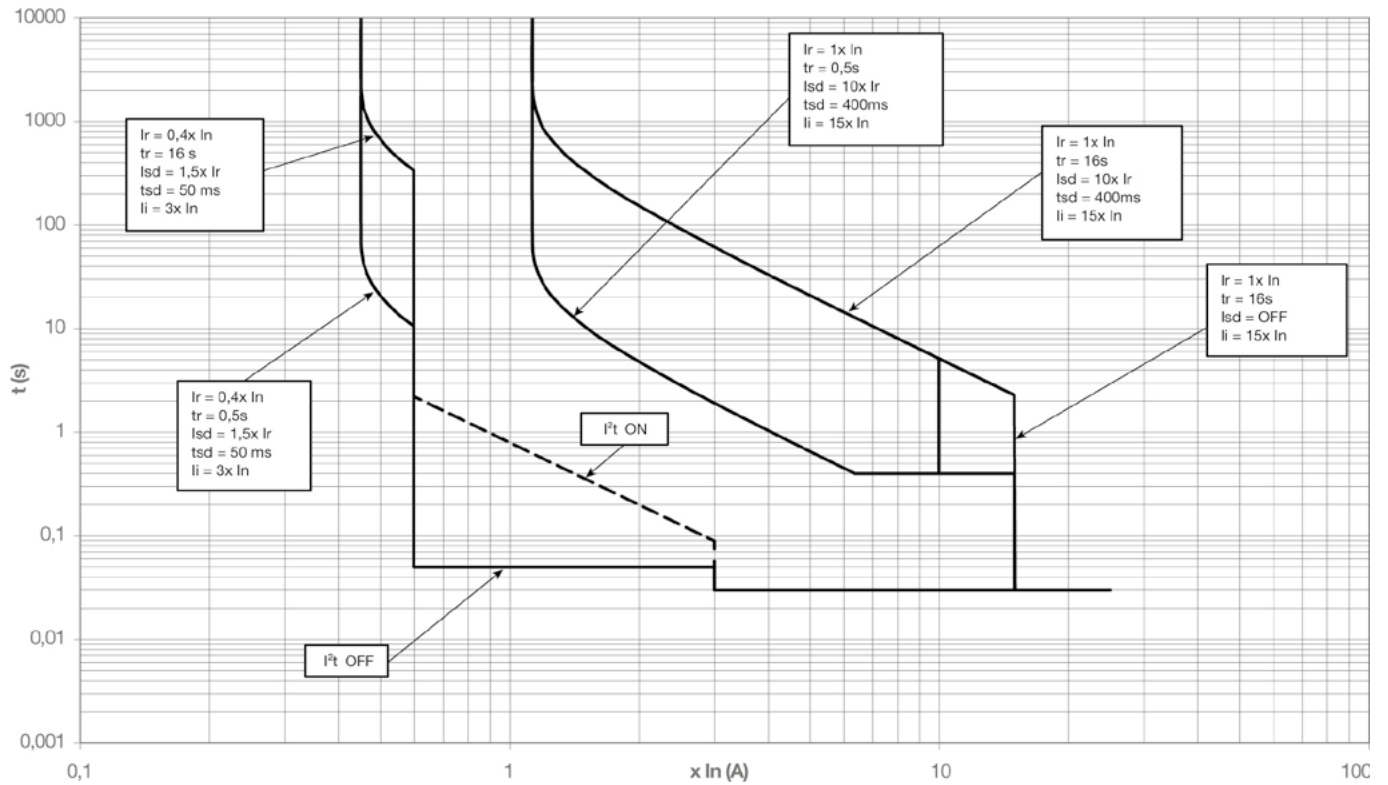 10000
1000
100
10
1
0,1
0,01
0,001
t (s)
0,1
1
10
100
x In (A)
Ir = 0,4x In
tr = 16 s
Isd = 1,5x Ir
tsd = 50 ms
Ii = 3x In
Ir = 0,4x In
tr = 0,5s
Isd = 1,5x Ir
tsd = 50 ms
Ii = 3x In
Ir = 1x In
tr = 0,5s
Isd = 10x Ir
tsd = 400ms
Ii = 15x In
Ir = 1x In
tr = 16s
Isd = 10x Ir
tsd = 400ms
Ii = 15x In
Ir = 1x In
tr = 16s
Isd = OFF
Ii = 15x In
I²t ON
I²t OFF